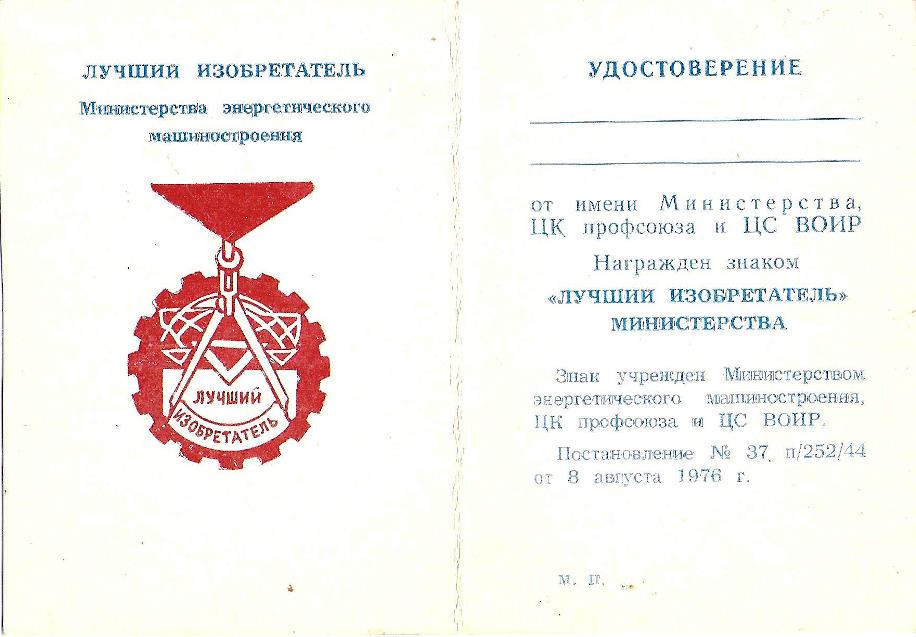 ЛУЧШИЙ ИЗОБРЕТАТЕЛЬ
Министерства энергетического
машиностроения
ЛУЧШИЙ
ИЗОБРЕТАТЕЛЬ
УДОСТОВЕРЕНИЕ
от имени Министерства,
ЦК профсоюза и ЦС ВОИР
Награжден знаком
«ЛУЧШИЙ ИЗОБРЕТАТЕЛЬ»
МИНИСТЕРСТВА
Знак учрежден Министерством
энергетического машиностроения,
ЦК профсоюза и ЦС ВОИР.
Постановление № 37 п/252/44
от 8 августа 1976 г.
М. П.